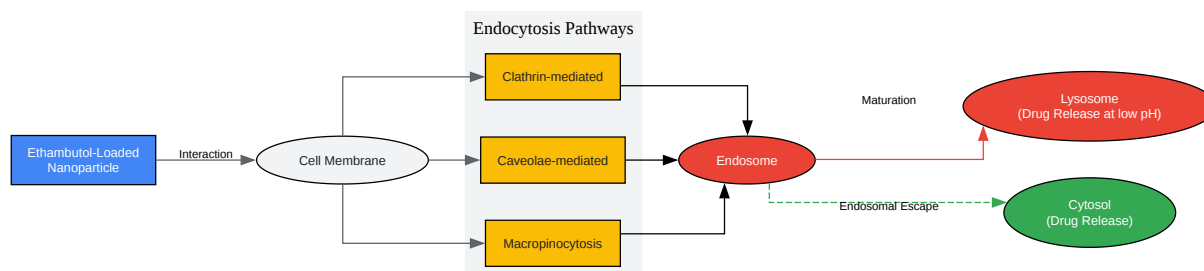 Endocytosis Pathways
Ethambutol-Loaded
Nanoparticle
Interaction
Cell Membrane
Clathrin-mediated
Caveolae-mediated
Macropinocytosis
Endosome
Maturation
Lysosome
(Drug Release at low pH)
Endosomal Escape
Cytosol
(Drug Release)